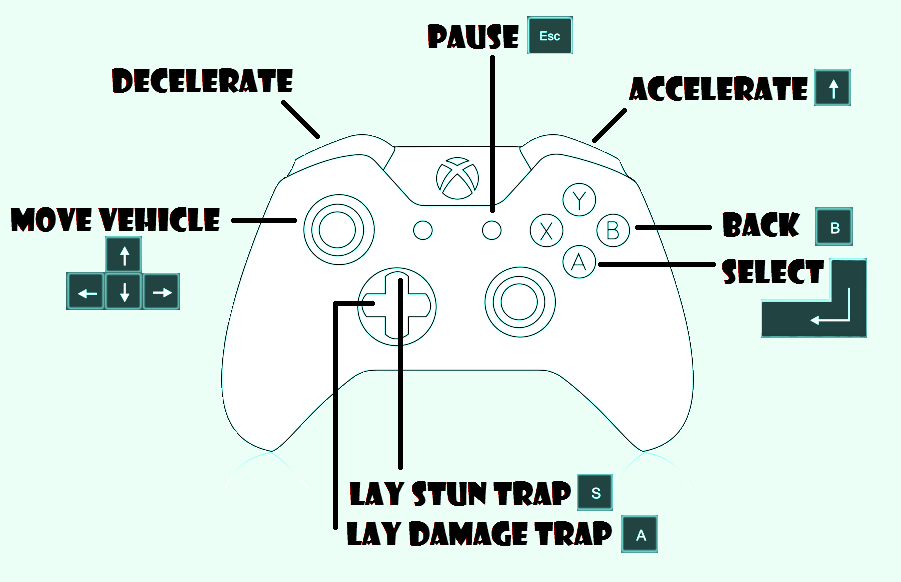 PAUSE Esc
DECELERATE
ACCELERATE ↑
Y
MOVE VEHICLE
X B
BACK B
A
SELECT
↑
← ↓ →
LAY STUN TRAP S
LAY DAMAGE TRAP A